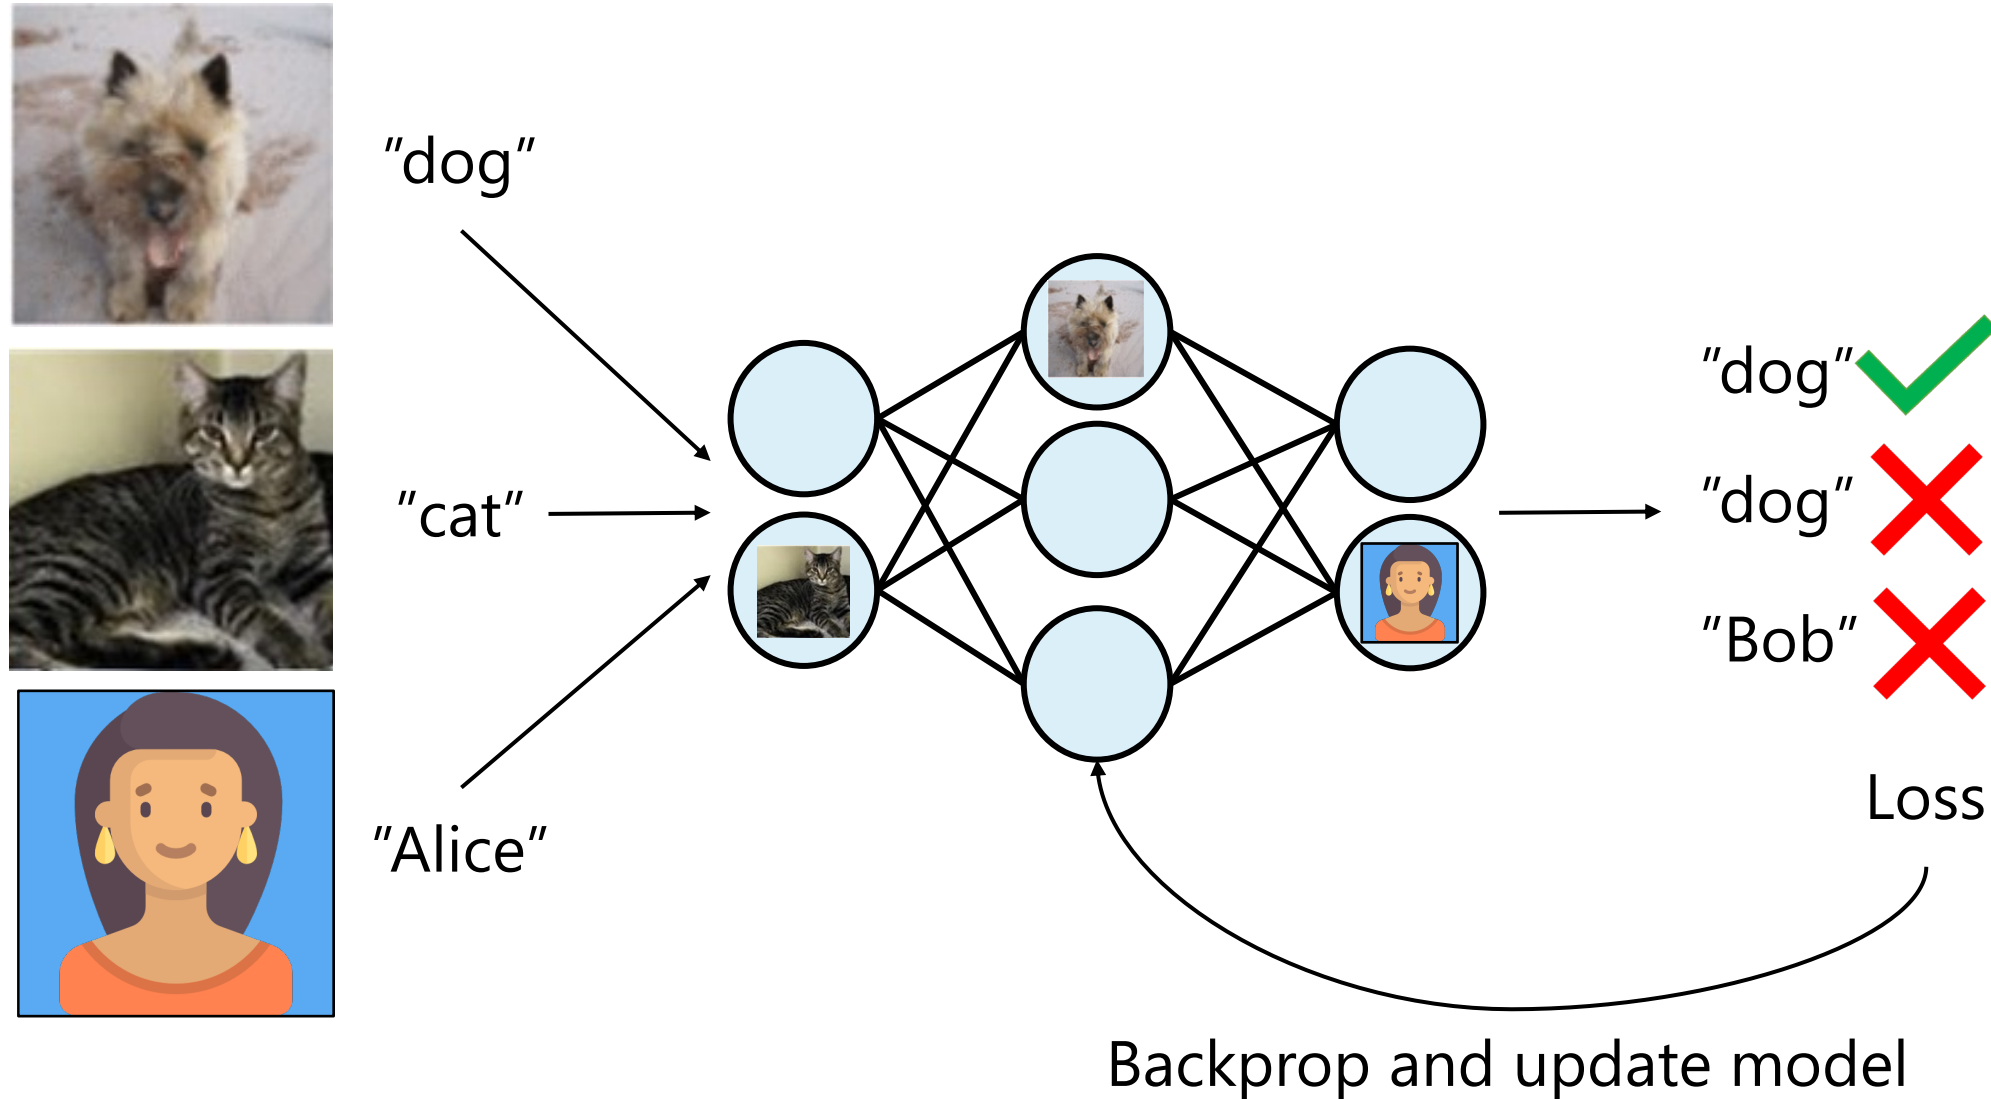 "dog"
"cat"
"Alice"
"dog"
"dog"
"Bob"
Loss
Backprop and update model